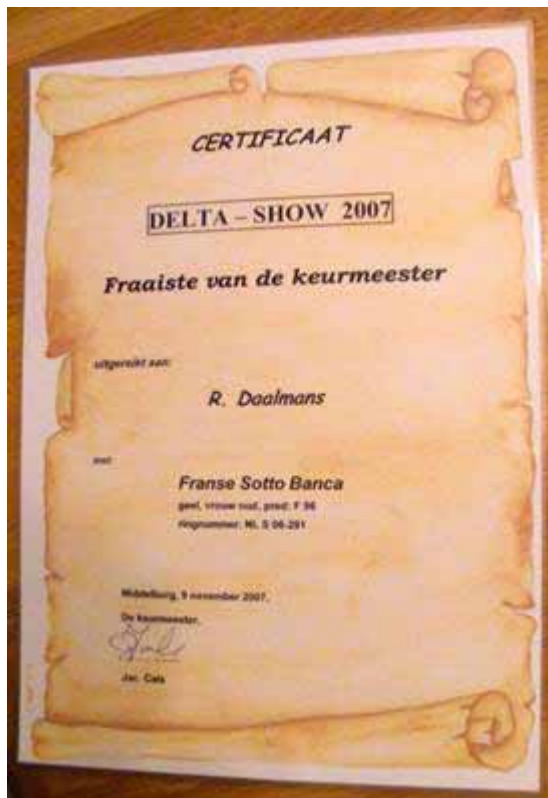 CERTIFICAAT
DELTA – SHOW 2007
Fraaiste van de keurmeester
uitgereikt aan:
R. Daalmans
met
Franse Sotto Banca
geel, vrouw oud, pred: F 96
ringnummer: NL S 06-291
Middelburg, 9 november 2007,
De keurmeester,
Jac. Cats